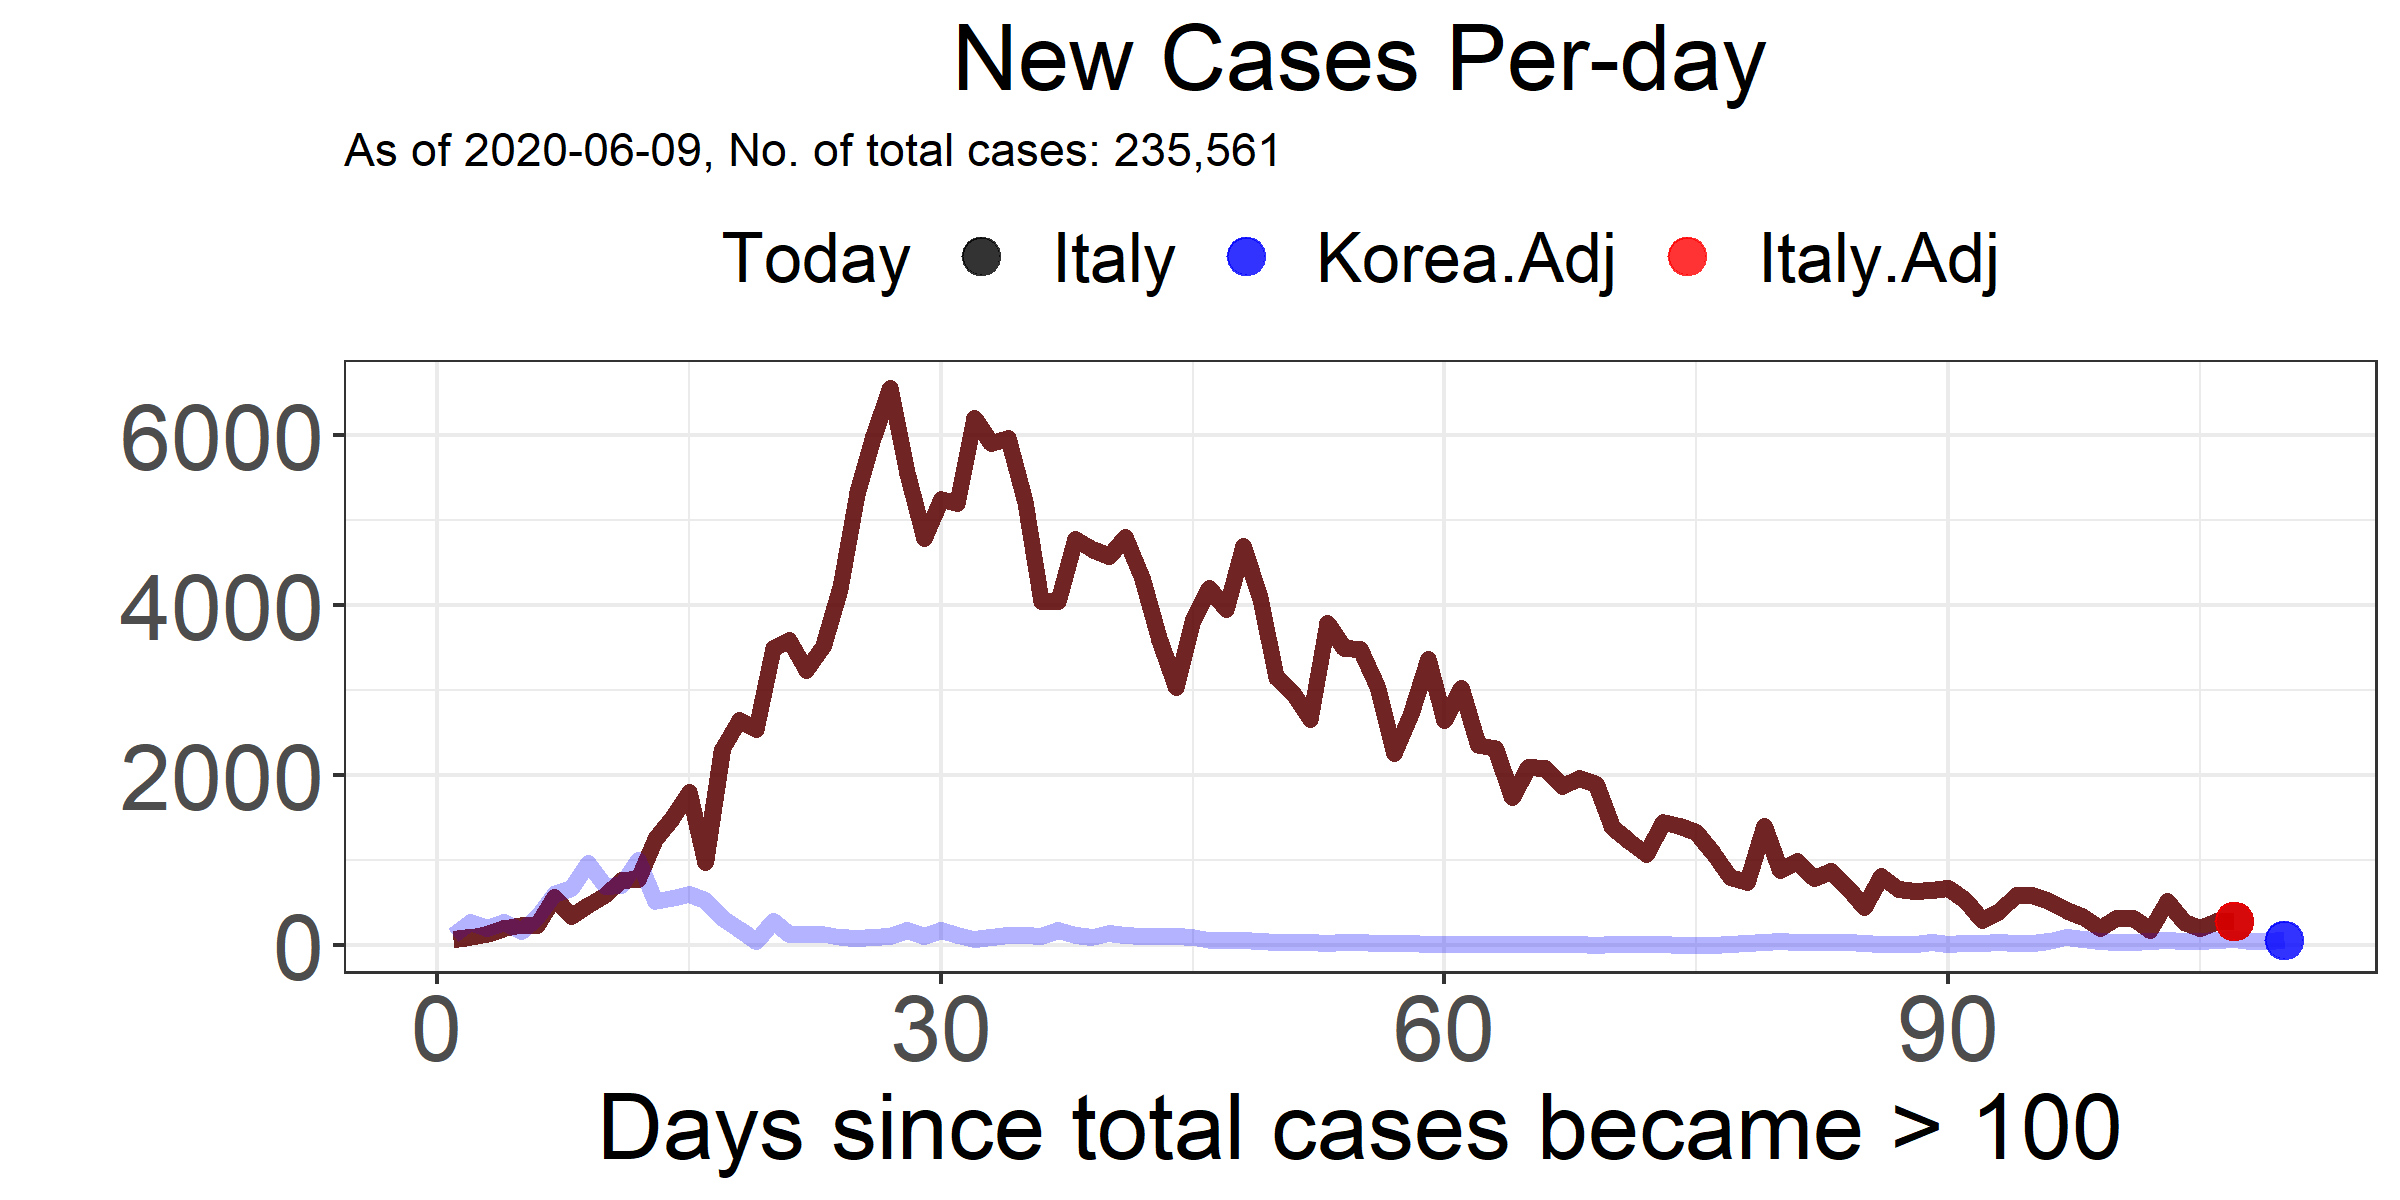 New Cases Per-day
As of 2020-06-09, No. of total cases: 235,561
Today Italy Korea.Adj Italy.Adj
6000
4000
2000
0
0 30 60 90
Days since total cases became > 100